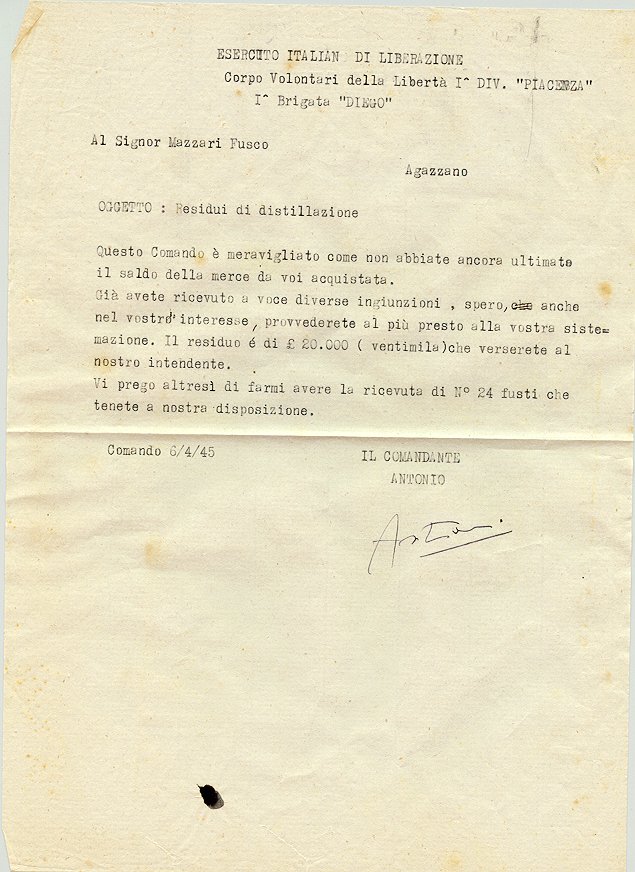 ESERCITO ITALIANO DI LIBERAZIONE
Corpo Volontari della Libertà I^ DIV. "PIACENZA"
I^ Brigata "DIEGO"
Al Signor Mazzari Fusco
Agazzano
OGGETTO : Residui di distillazione
Questo Comando è meravigliato come non abbiate ancora ultimato
il saldo della merce da voi acquistata.
Già avete ricevuto a voce diverse ingiunzioni , spero, che anche
nel vostro interesse, provvederete al più presto alla vostra siste=
mazione. Il residuo é di £ 20.000 ( ventimila)che verserete al
nostro intendente.
Vi prego altresì di farmi avere la ricevuta di N° 24 fusti che
tenete a nostra disposizione.
Comando 6/4/45
IL COMANDANTE
ANTONIO
Antonio